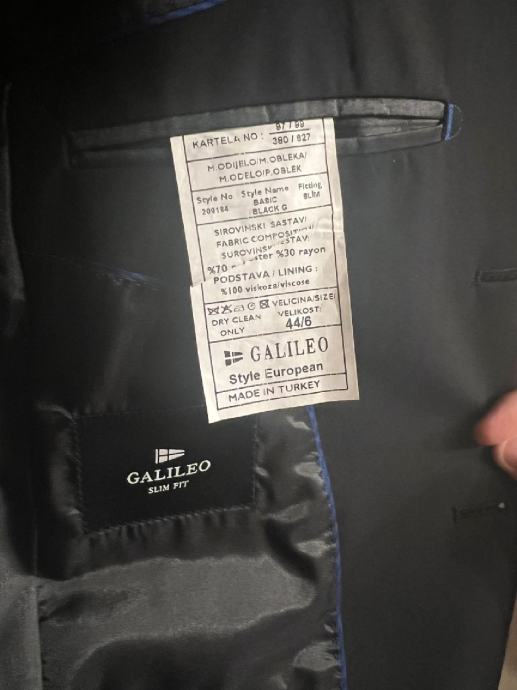 97/99
KARTELA NO : 380 / 627
M.ODIJELO/M.OBLEKA/
M.ODELO/P.OBLEK
Style No Style Name Fitting
209184 BASIC SLIM
BLACK G
SIROVINSKI SASTAV/
FABRIC COMPOSITION
SUROVINSK
%70 %30 rayon
PODSTAVA / LINING :
%100 viskoza/viscose
VELICINA/SIZE/
DRY CLEAN VELIKOST:
ONLY 44/6
GALILEO
Style European
MADE IN TURKEY
GALILEO
SLIM FIT